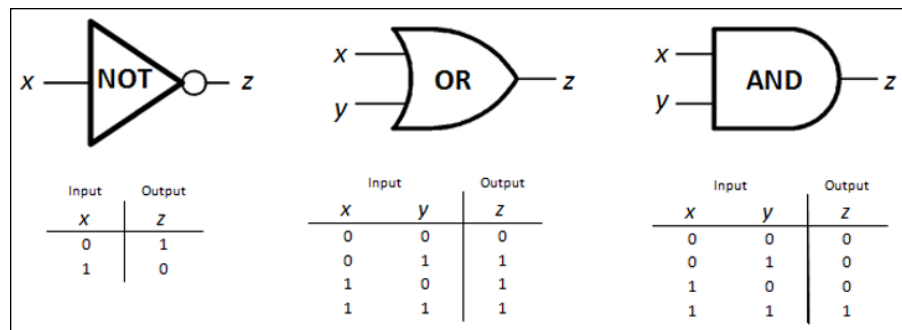 x NOT z
x
OR z
y
x
AND z
y
Input Output
x z
0 1
1 0
Input Output
x y z
0 0 0
0 1 1
1 0 1
1 1 1
Input Output
x y z
0 0 0
0 1 0
1 0 0
1 1 1